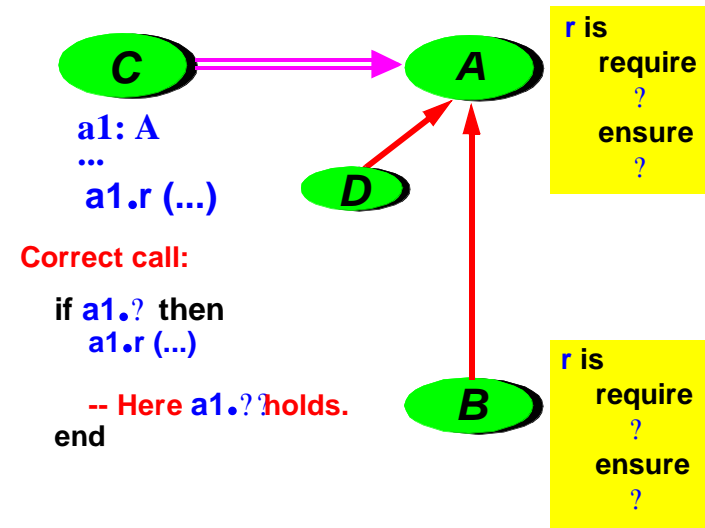 C
A
r is
require
?
ensure
?
a1: A
...
a1.r (...)
D
Correct call:
if a1.? then
a1.r (...)
-- Here a1.??holds.
end
B
r is
require
?
ensure
?